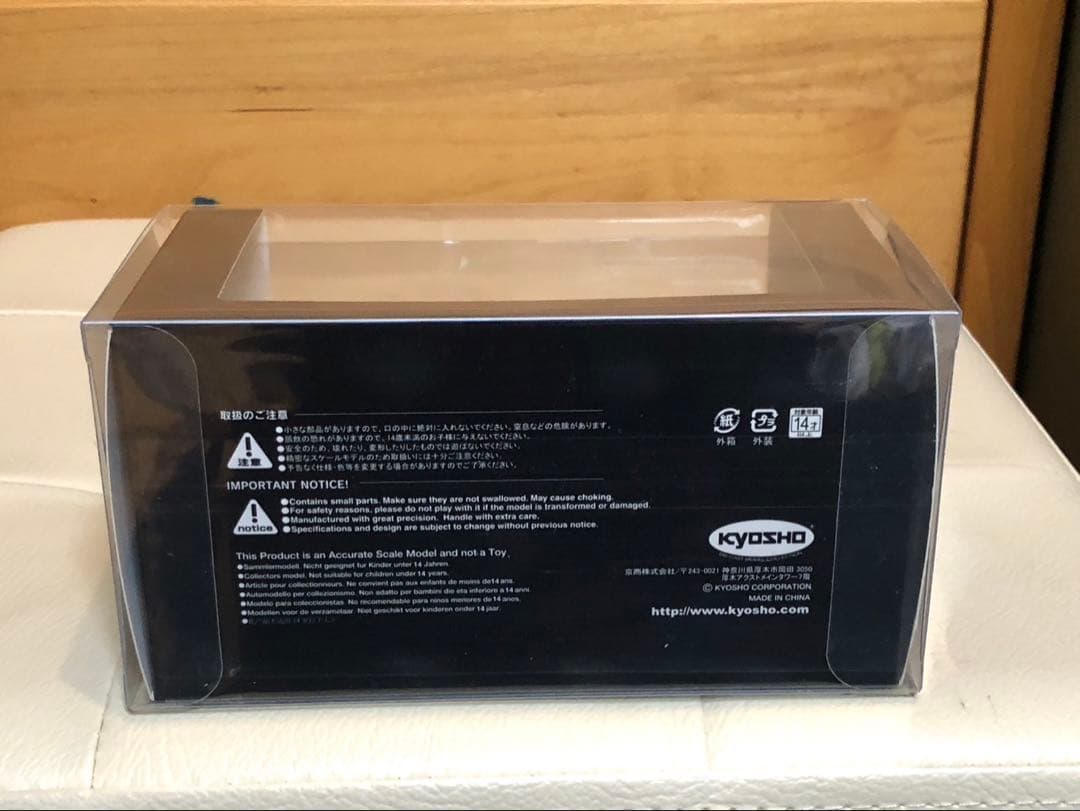 取扱のご注意
注意
●小さな部品がありますので、口の中に絶対に入れないでください。窒息などの危険があります。
●誤飲の恐れがありますので、14歳未満のお子様に与えないでください。
●安全のため、壊れたり、変形したりしたものでは遊ばないでください。
●精密なスケールモデルのため取扱いには十分ご注意ください。
●予告なく仕様・色等を変更する場合がありますのでご了承ください。
紙
外箱
プラ
外装
対象年齢
14才
以上
IMPORTANT NOTICE!
notice
●Contains small parts. Make sure they are not swallowed. May cause choking.
●For safety reasons, please do not play with it if the model is transformed or damaged.
●Manufactured with great precision. Handle with extra care.
●Specifications and design are subject to change without previous notice.
This Product is an Accurate Scale Model and not a Toy.
●Sammlermodell. Nicht geeignet fur Kinder unter 14 Jahren.
●Collectors model. Not suitable for children under 14 years.
●Article pour collectionneurs. Ne convient pas aux enfants de moins de14 ans.
●Automodello per collezionismo. Non adatto per bambini die eta inferiore a 14 anni.
●Modelo para coleccionistas. No recomendable para ninos menores de 14 anos.
●Modellen voor de verzamelaar. Niet geschikt voor kinderen onder 14 jaar.
KYOSHO
京商株式会社/〒243-0021 神奈川県厚木市岡田 3050
厚木アクストメインタワー7階
© KYOSHO CORPORATION
MADE IN CHINA
http://www.kyosho.com